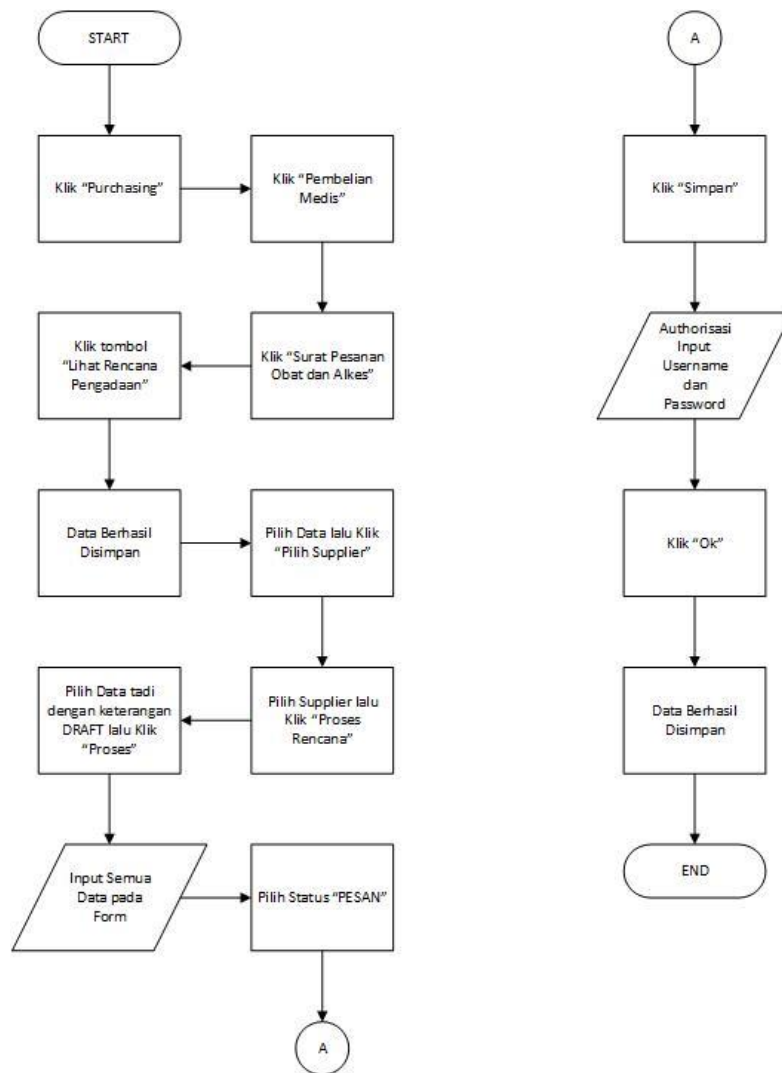 START
Klik “Purchasing”
Klik “Pembelian
Medis”
Klik “Surat Pesanan
Obat dan Alkes”
Klik tombol
“Lihat Rencana
Pengadaan”
Data Berhasil
Disimpan
Pilih Data lalu Klik
“Pilih Supplier”
Pilih Supplier lalu
Klik “Proses
Rencana”
Pilih Data tadi
dengan keterangan
DRAFT lalu Klik
“Proses”
Input Semua
Data pada
Form
Pilih Status “PESAN”
A
A
Klik “Simpan”
Authorisasi
Input
Username
dan
Password
Klik “Ok”
Data Berhasil
Disimpan
END